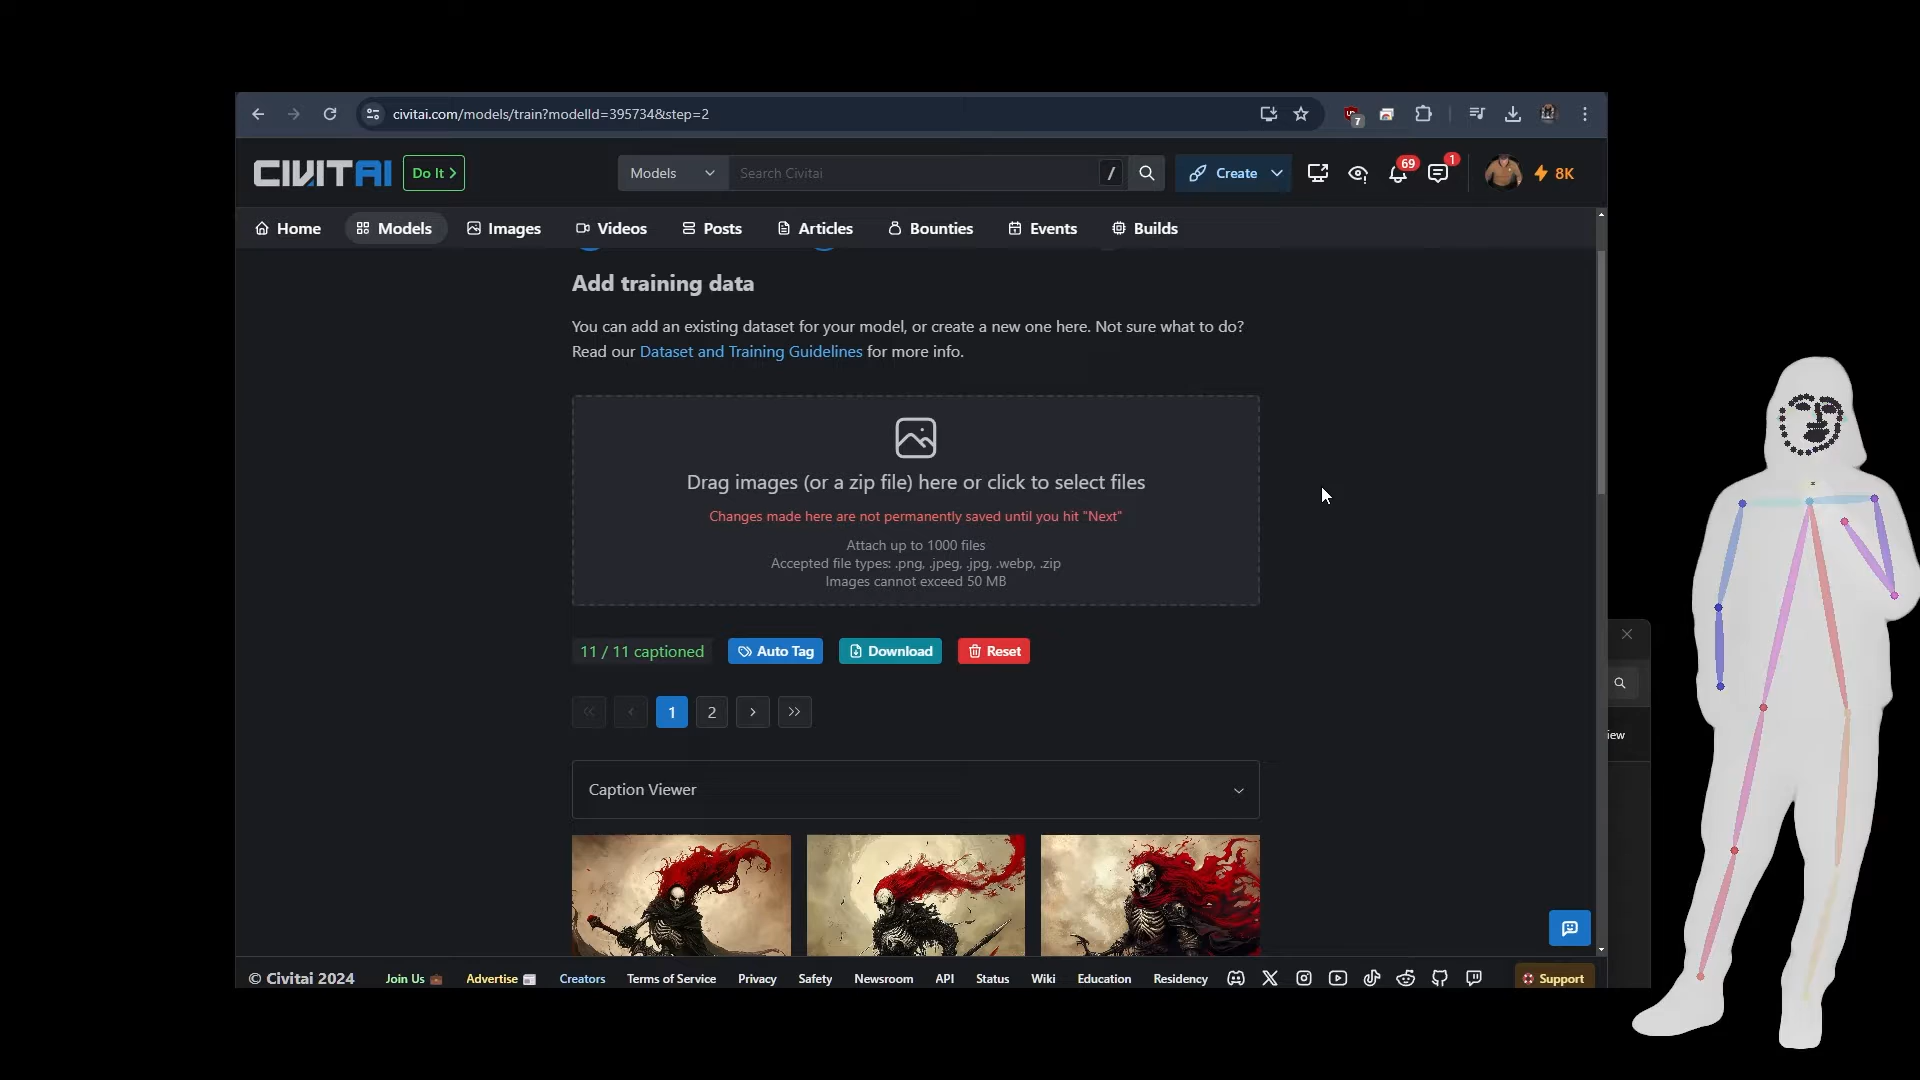 civitai.com/models/train?modelId=395734&step=2
7
CIVITAI
Do It
Models
Search Civitai
/
Create
69
1
8K
Home
Models
Images
Videos
Posts
Articles
Bounties
Events
Builds
Add training data
You can add an existing dataset for your model, or create a new one here. Not sure what to do?
Read our Dataset and Training Guidelines for more info.
Drag images (or a zip file) here or click to select files
Changes made here are not permanently saved until you hit "Next"
Attach up to 1000 files
Accepted file types: .png, .jpeg, .jpg, .webp, .zip
Images cannot exceed 50 MB
11 / 11 captioned
Auto Tag
Download
Reset
1
2
iew
Caption Viewer
© Civitai 2024
Join Us
Advertise
Creators
Terms of Service
Privacy
Safety
Newsroom
API
Status
Wiki
Education
Residency
Support